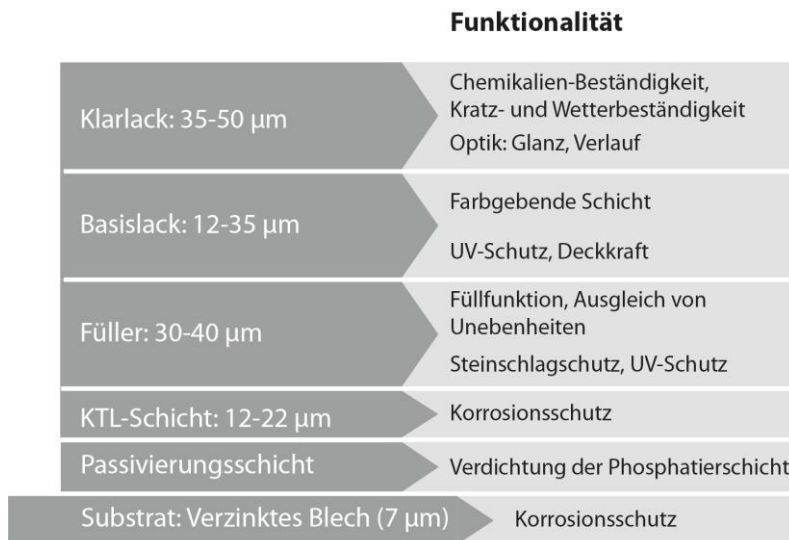 Funktionalität
Klarlack: 35-50 µm
Chemikalien-Beständigkeit,
Kratz- und Wetterbeständigkeit
Optik: Glanz, Verlauf
Basislack: 12-35 µm
Farbgebende Schicht
UV-Schutz, Deckkraft
Füller: 30-40 µm
Füllfunktion, Ausgleich von
Unebenheiten
Steinschlagschutz, UV-Schutz
KTL-Schicht: 12-22 µm
Korrosionsschutz
Passivierungsschicht
Verdichtung der Phosphatierschicht
Substrat: Verzinktes Blech (7 µm)
Korrosionsschutz